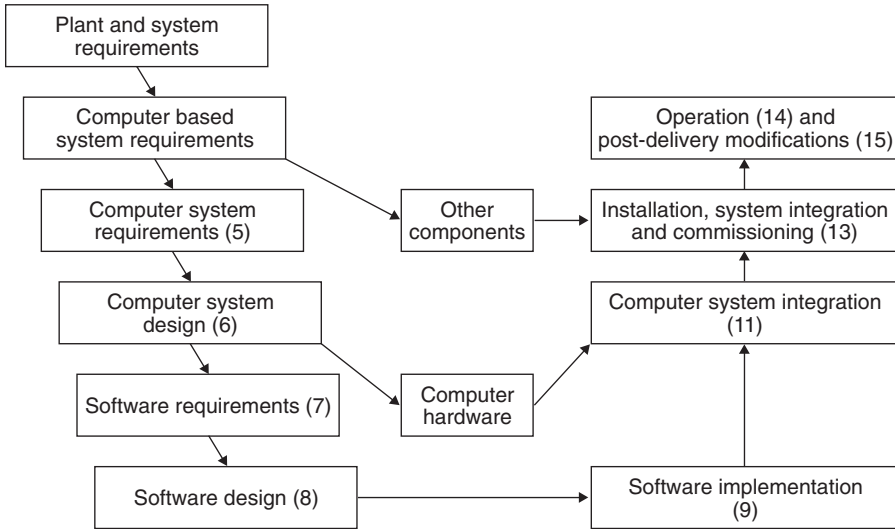 Plant and system
requirements
Computer based
system requirements
Operation (14) and
post-delivery modifications (15)
Computer system
requirements (5)
Other
components
Installation, system integration
and commissioning (13)
Computer system
design (6)
Computer system integration
(11)
Software requirements (7)
Computer
hardware
Software design (8)
Software implementation
(9)